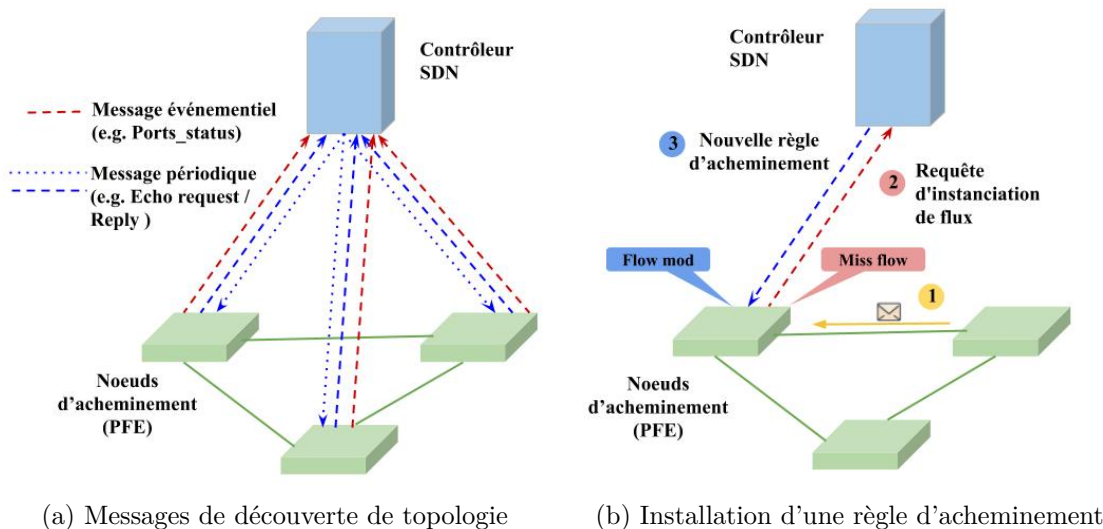 Contrôleur
SDN
Message événementiel
(e.g. Ports_status)
Message périodique
(e.g. Echo request /
Reply )
Noeuds
d'acheminement
(PFE)
(a) Messages de découverte de topologie
Contrôleur
SDN
3 Nouvelle règle
d'acheminement
2 Requête
d'instanciation
de flux
Flow mod
Miss flow
1
Noeuds
d'acheminement
(PFE)
(b) Installation d'une règle d'acheminement